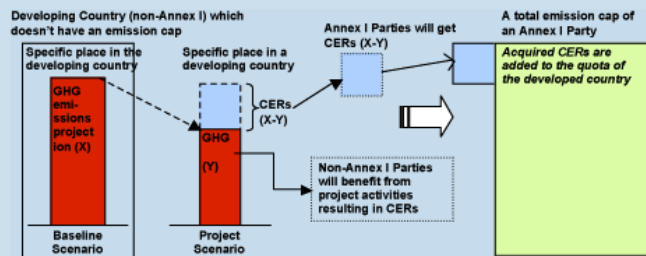 Developing Country (non-Annex I) which
doesn't have an emission cap
Specific place in the
developing country
GHG
emi-
ssions
project
ion (X)
Baseline
Scenario
Specific place in a
developing country
CERs
(X-Y)
GHG
(Y)
Project
Scenario
Annex I Parties will get
CERs (X-Y)
Non-Annex I Parties
will benefit from
project activities
resulting in CERs
A total emission cap of
an Annex I Party
Acquired CERs are
added to the quota of
the developed country